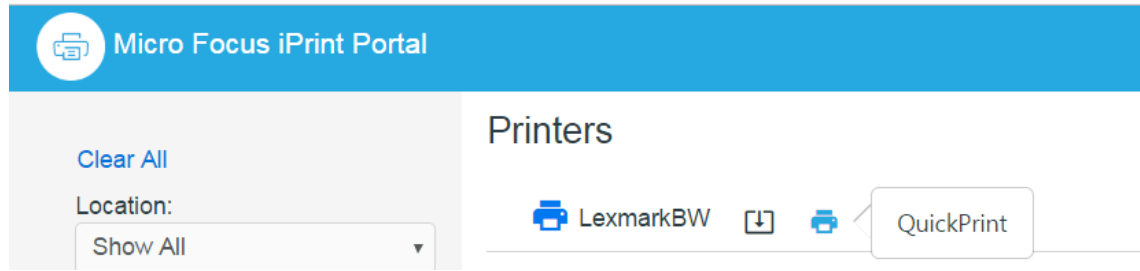 Micro Focus iPrint Portal
Clear All
Location:
Show All
Printers
LexmarkBW
QuickPrint